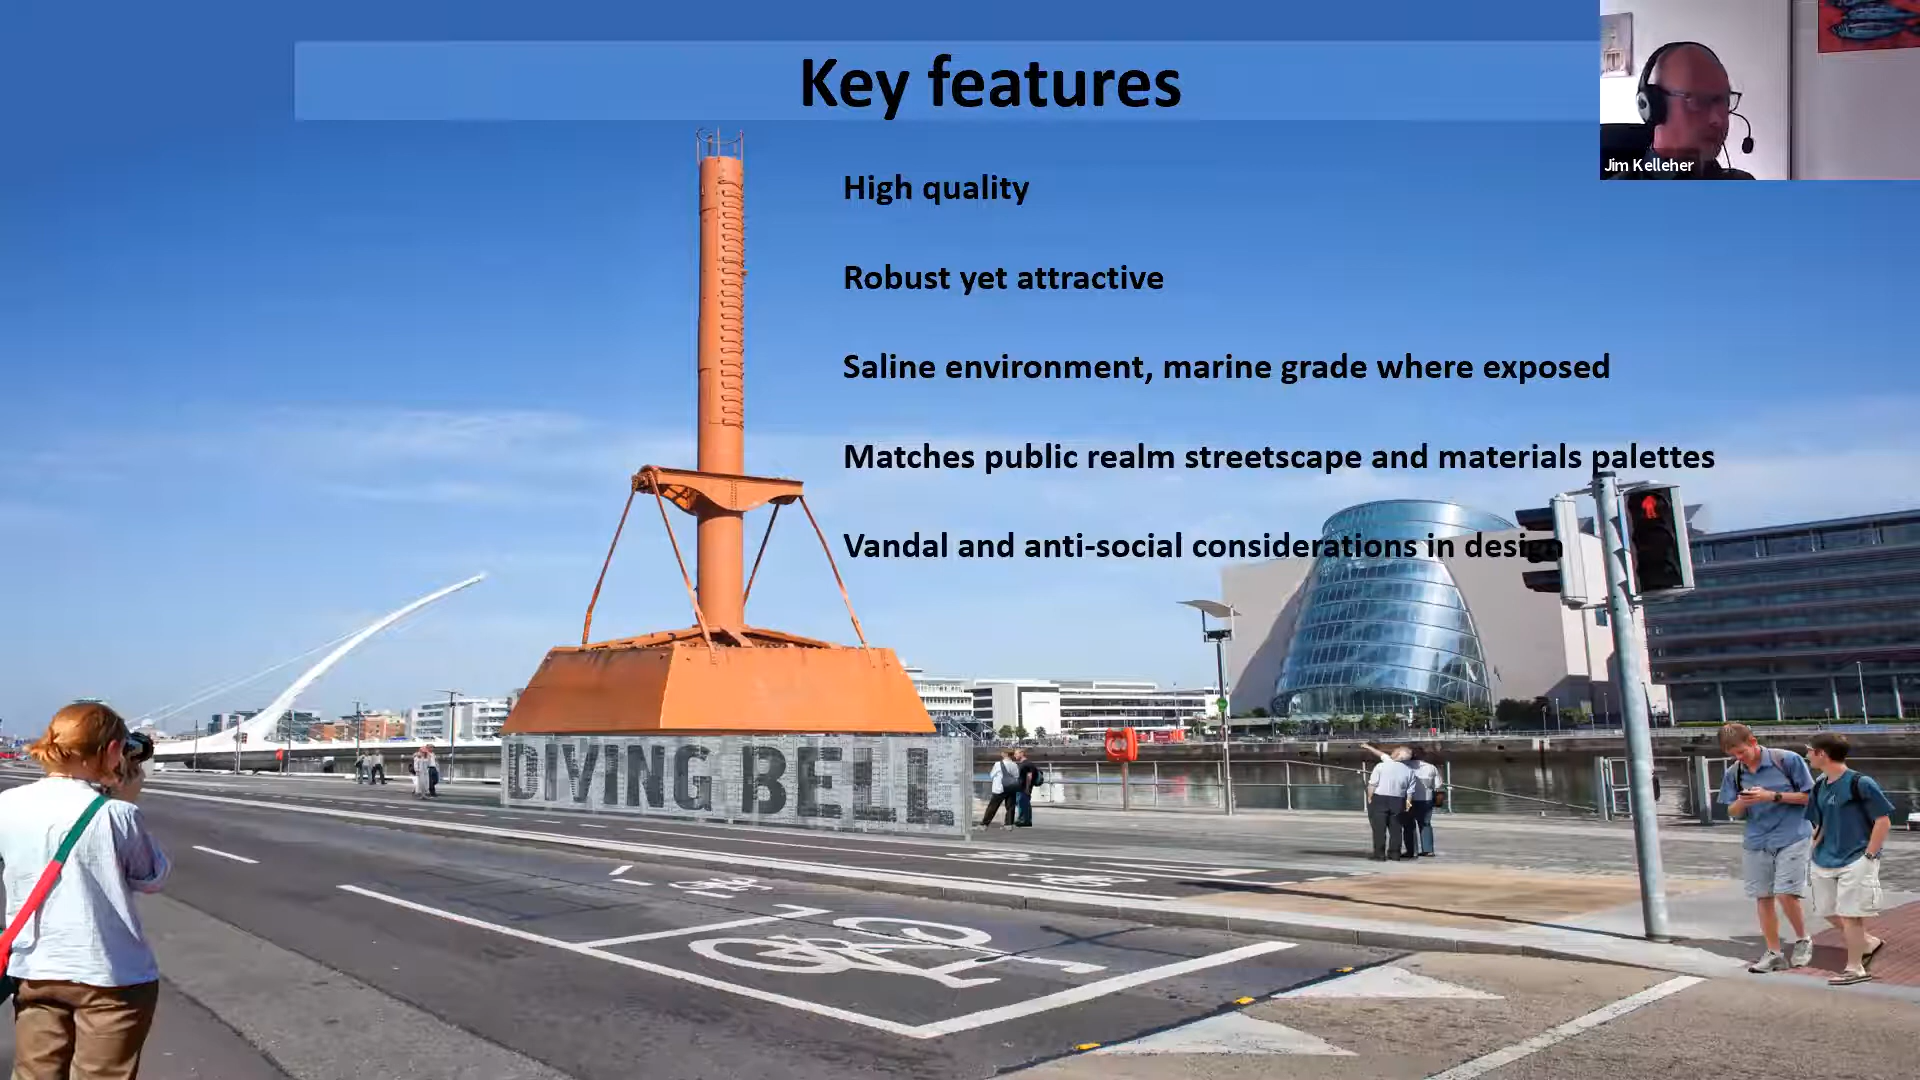 Key features
Jim Kelleher
High quality
Robust yet attractive
Saline environment, marine grade where exposed
Matches public realm streetscape and materials palettes
Vandal and anti-social considerations in design
DIVING BELL